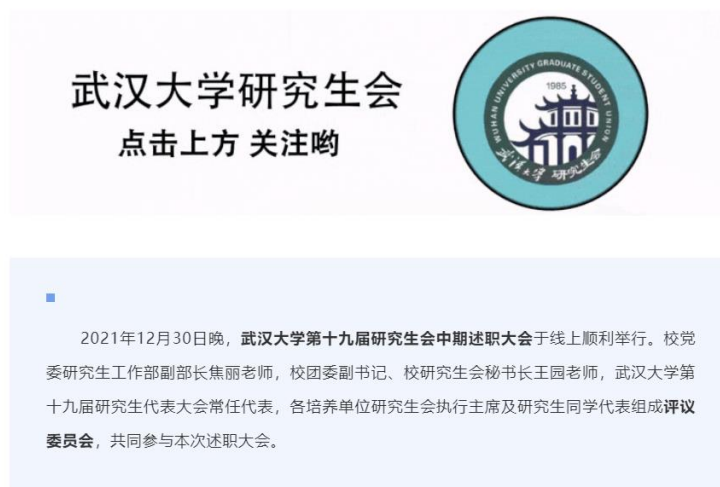 武汉大学研究生会
点击上方 关注哟
WUHAN UNIVERSITY GRADUATE STUDENT UNION
1985
武汉大学 研究生会
2021年12月30日晚，武汉大学第十九届研究生会中期述职大会于线上顺利举行。校党
委研究生工作部副部长焦丽老师，校团委副书记、校研究生会秘书长王园老师，武汉大学第
十九届研究生代表大会常任代表，各培养单位研究生会执行主席及研究生同学代表组成评议
委员会，共同参与本次述职大会。